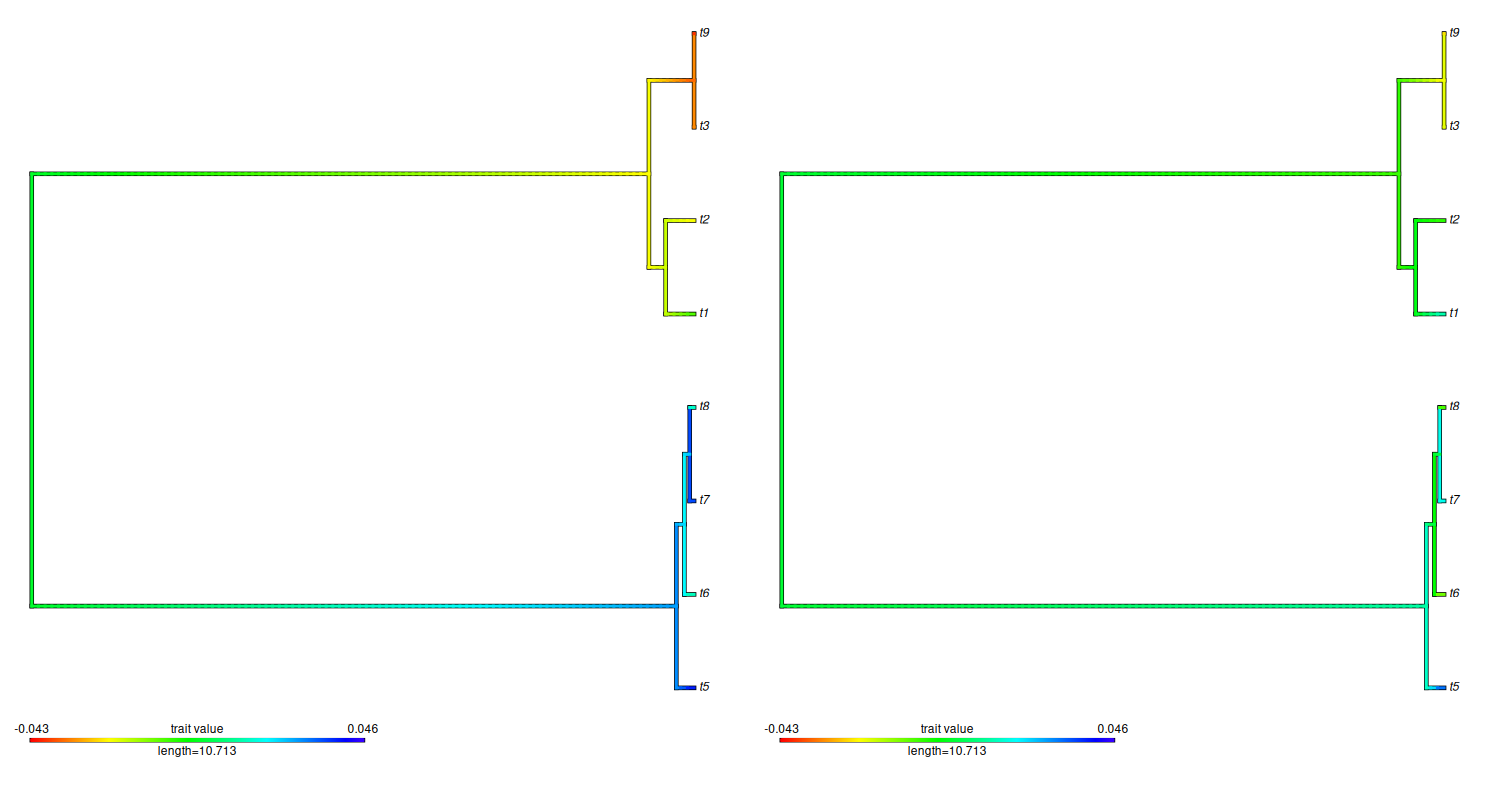 t9
t3
t2
t1
t8
t7
t6
t5
-0.043 trait value 0.046
length=10.713
t9
t3
t2
t1
t8
t7
t6
t5
-0.043 trait value 0.046
length=10.713